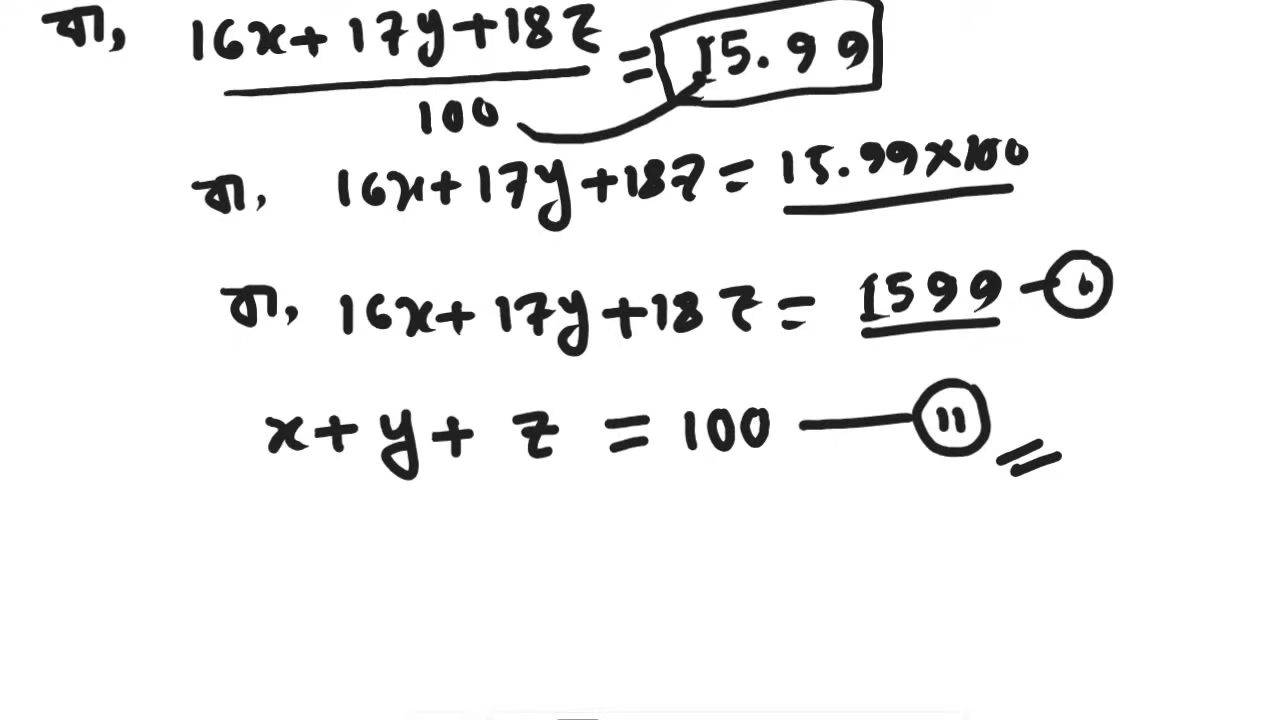 বা, 16x + 17y + 18z / 100 = 15.99
বা, 16x + 17y + 18z = 15.99 × 100
বা, 16x + 17y + 18z = 1599 — (i)
x + y + z = 100 — (ii)